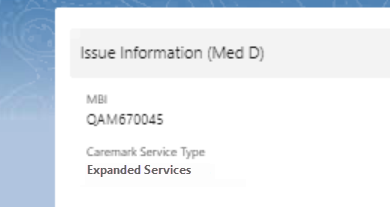 Issue Information (Med D)
MBI
QAM670045
Caremark Service Type
Expanded Services